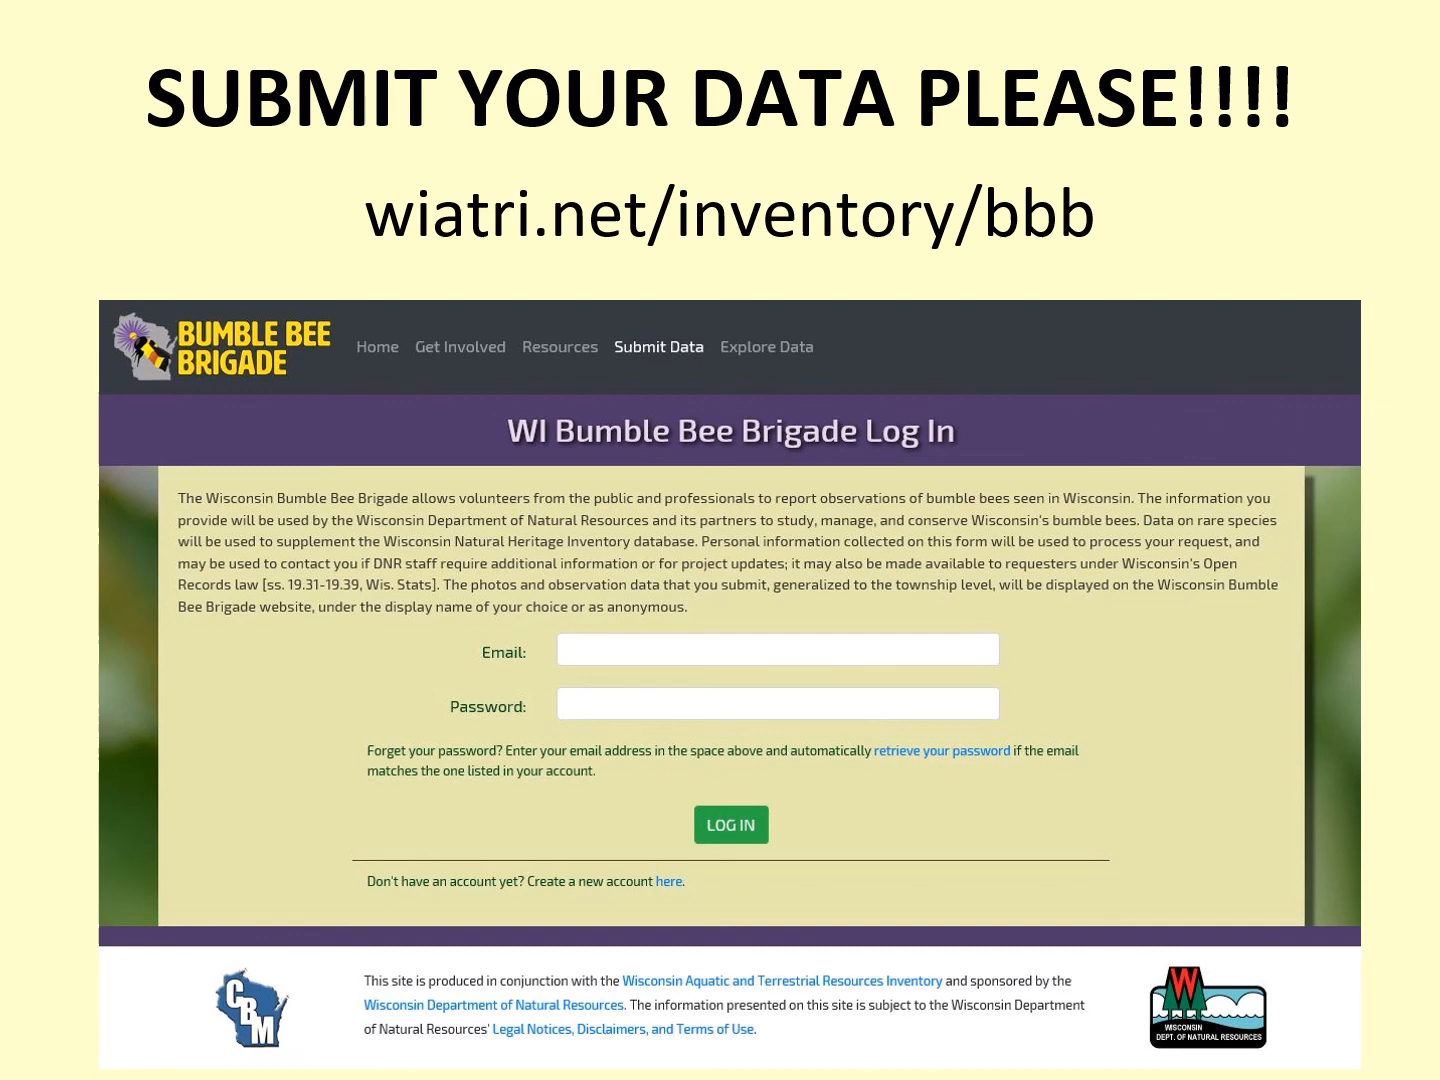 SUBMIT YOUR DATA PLEASE!!!!
wiatri.net/inventory/bbb
BUMBLE BEE
BRIGADE
Home Get Involved Resources Submit Data Explore Data
WI Bumble Bee Brigade Log In
The Wisconsin Bumble Bee Brigade allows volunteers from the public and professionals to report observations of bumble bees seen in Wisconsin. The information you
provide will be used by the Wisconsin Department of Natural Resources and its partners to study, manage, and conserve Wisconsin's bumble bees. Data on rare species
will be used to supplement the Wisconsin Natural Heritage Inventory database. Personal information collected on this form will be used to process your request, and
may be used to contact you if DNR staff require additional information or for project updates; it may also be made available to requesters under Wisconsin's Open
Records law [ss. 19.31-19.39, Wis. Stats]. The photos and observation data that you submit, generalized to the township level, will be displayed on the Wisconsin Bumble
Bee Brigade website, under the display name of your choice or as anonymous.
Email:
Password:
Forget your password? Enter your email address in the space above and automatically retrieve your password if the email
matches the one listed in your account.
LOG IN
Don't have an account yet? Create a new account here.
CBM
This site is produced in conjunction with the Wisconsin Aquatic and Terrestrial Resources Inventory and sponsored by the
Wisconsin Department of Natural Resources. The information presented on this site is subject to the Wisconsin Department
of Natural Resources' Legal Notices, Disclaimers, and Terms of Use.
W
WISCONSIN
DEPT. OF NATURAL RESOURCES